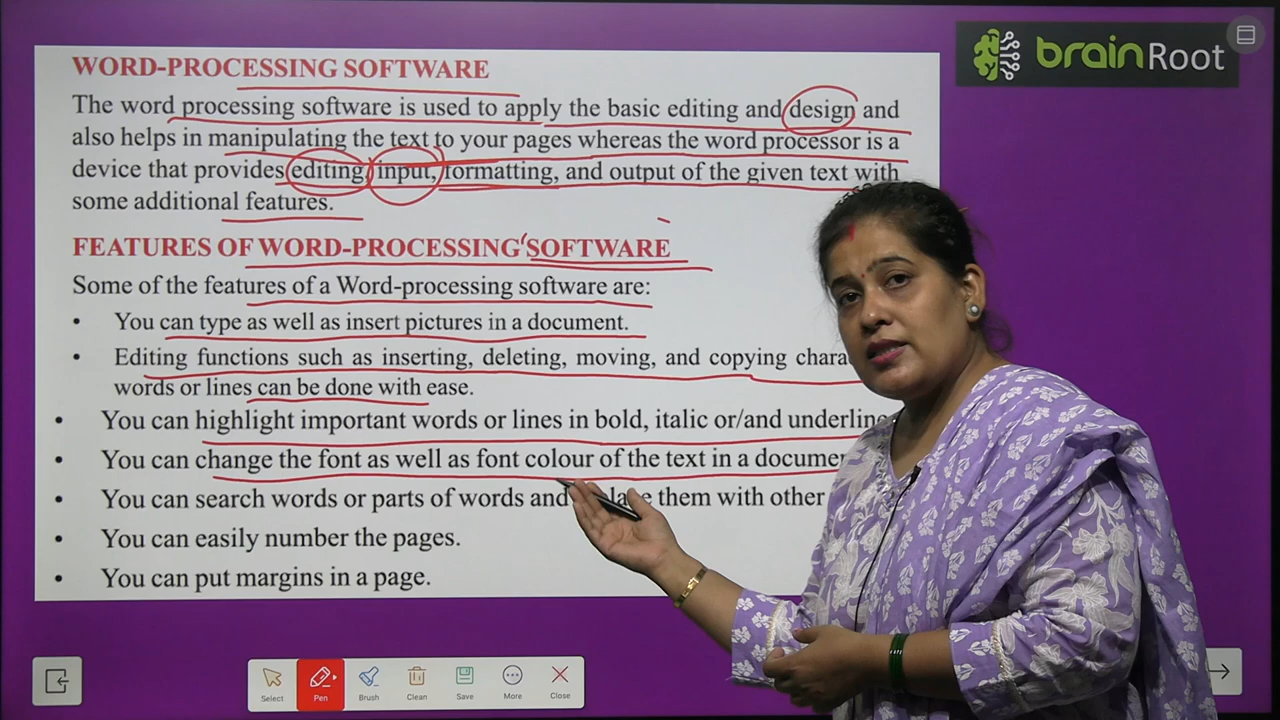 brainRoot
WORD-PROCESSING SOFTWARE
The word processing software is used to apply the basic editing and design and
also helps in manipulating the text to your pages whereas the word processor is a
device that provides editing, input, formatting, and output of the given text with
some additional features.
FEATURES OF WORD-PROCESSING SOFTWARE
Some of the features of a Word-processing software are:
• You can type as well as insert pictures in a document.
• Editing functions such as inserting, deleting, moving, and copying
words or lines can be done with ease.
• You can highlight important words or lines in bold, italic or/and
• You can change the font as well as font colour of the text in a
• You can search words or parts of words and them with other
• You can easily number the pages.
• You can put margins in a page.
Select Pen Brush Clean Save More Close